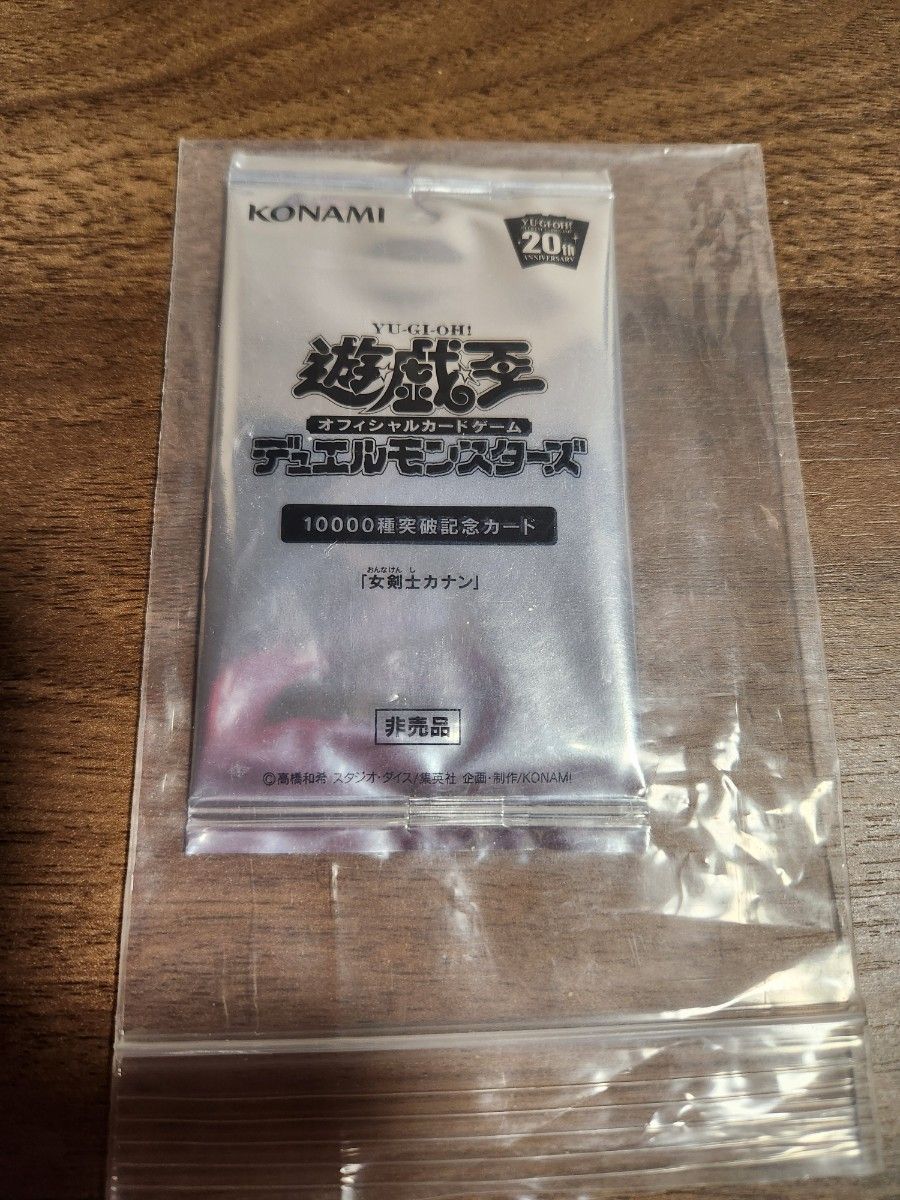 KONAMI
YU-GI-OH!
20th
ANNIVERSARY
YU-GI-OH!
遊☆戯☆王
オフィシャルカードゲーム
デュエルモンスターズ
10000種突破記念カード
おんなけんし
「女剣士カナン」
非売品
©高橋和希 スタジオ・ダイス/集英社 企画・制作/KONAMI